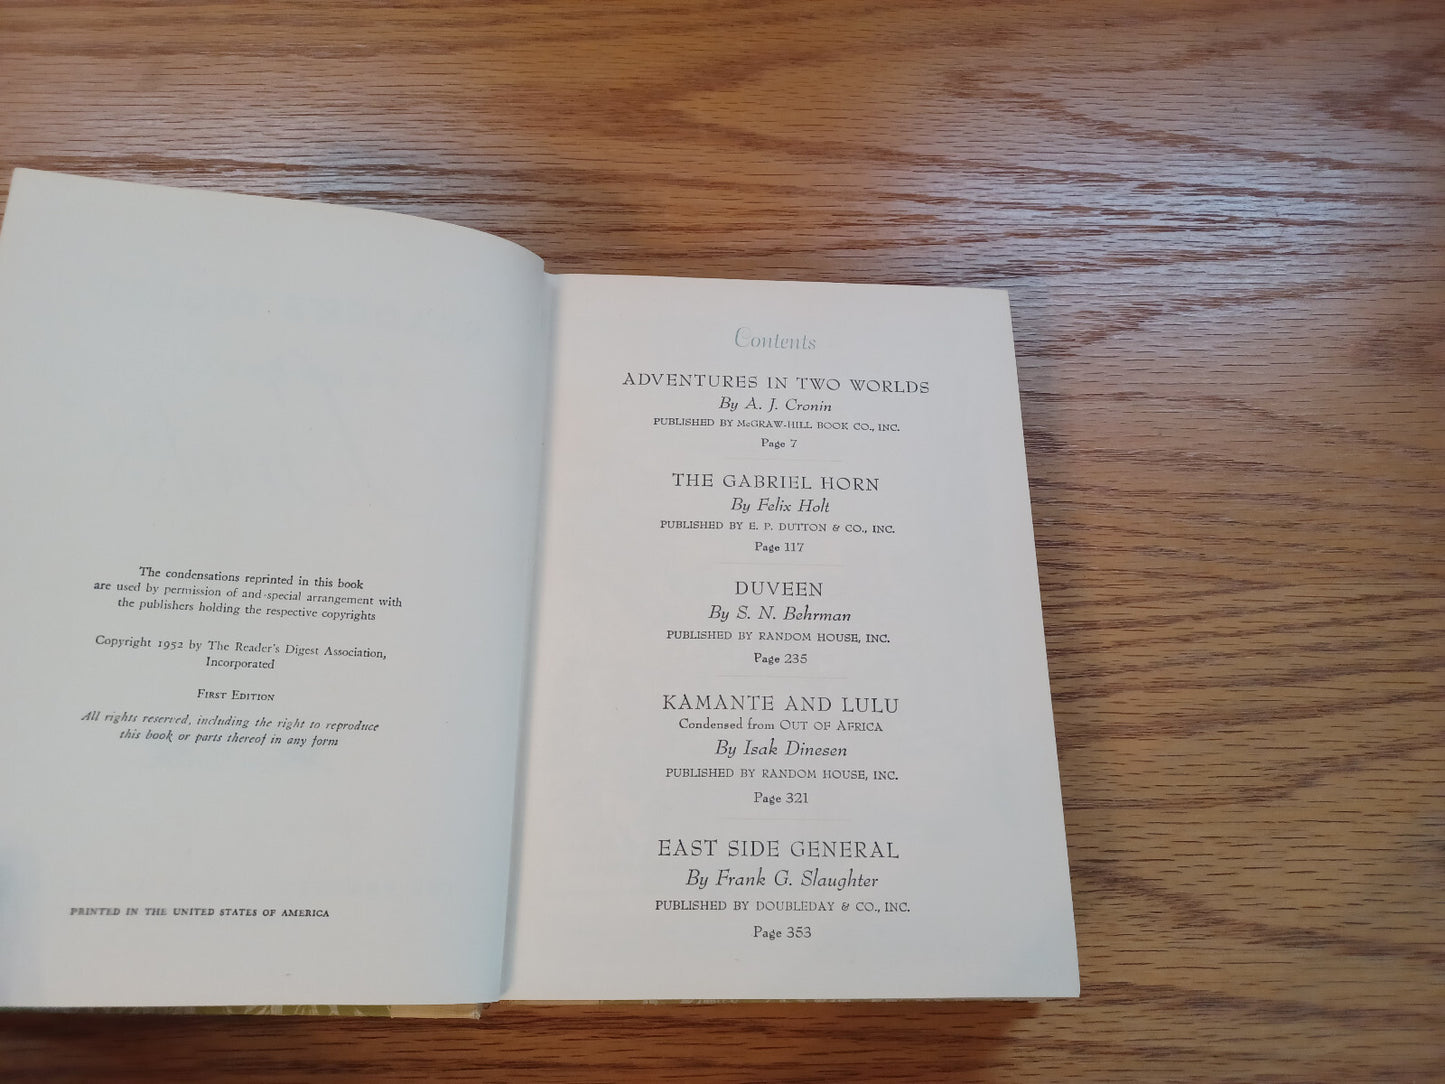 The condensations reprinted in this book
are used by permission of and special arrangement with
the publishers holding the respective copyrights
Copyright 1952 by The Reader's Digest Association,
Incorporated
First Edition
All rights reserved, including the right to reproduce
this book or parts thereof in any form
PRINTED IN THE UNITED STATES OF AMERICA
Contents
ADVENTURES IN TWO WORLDS
By A. J. Cronin
PUBLISHED BY McGRAW-HILL BOOK CO., INC.
Page 7
THE GABRIEL HORN
By Felix Holt
PUBLISHED BY E. P. DUTTON & CO., INC.
Page 117
DUVEEN
By S. N. Behrman
PUBLISHED BY RANDOM HOUSE, INC.
Page 235
KAMANTE AND LULU
Condensed from OUT OF AFRICA
By Isak Dinesen
PUBLISHED BY RANDOM HOUSE, INC.
Page 321
EAST SIDE GENERAL
By Frank G. Slaughter
PUBLISHED BY DOUBLEDAY & CO., INC.
Page 353